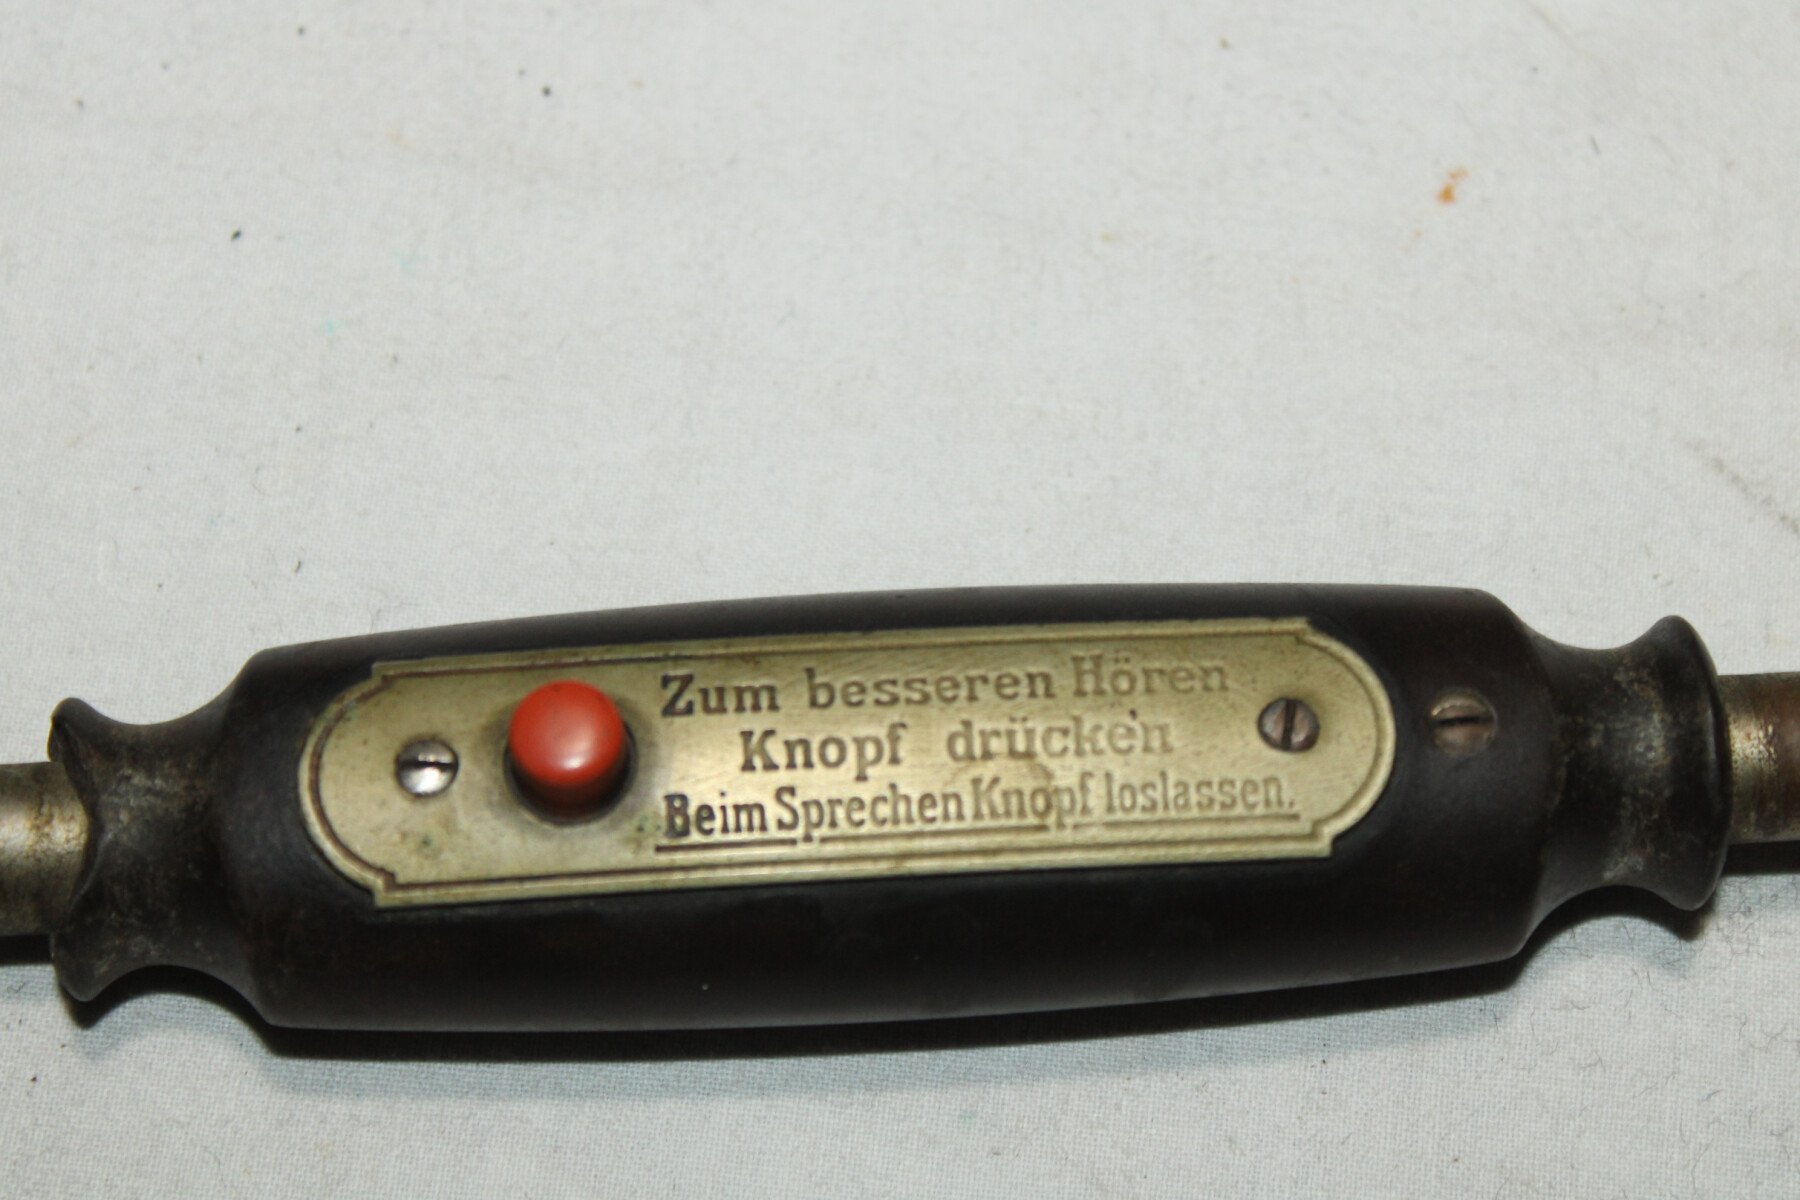 Zum besseren Hören
Knopf drücken
Beim Sprechen Knopf loslassen.